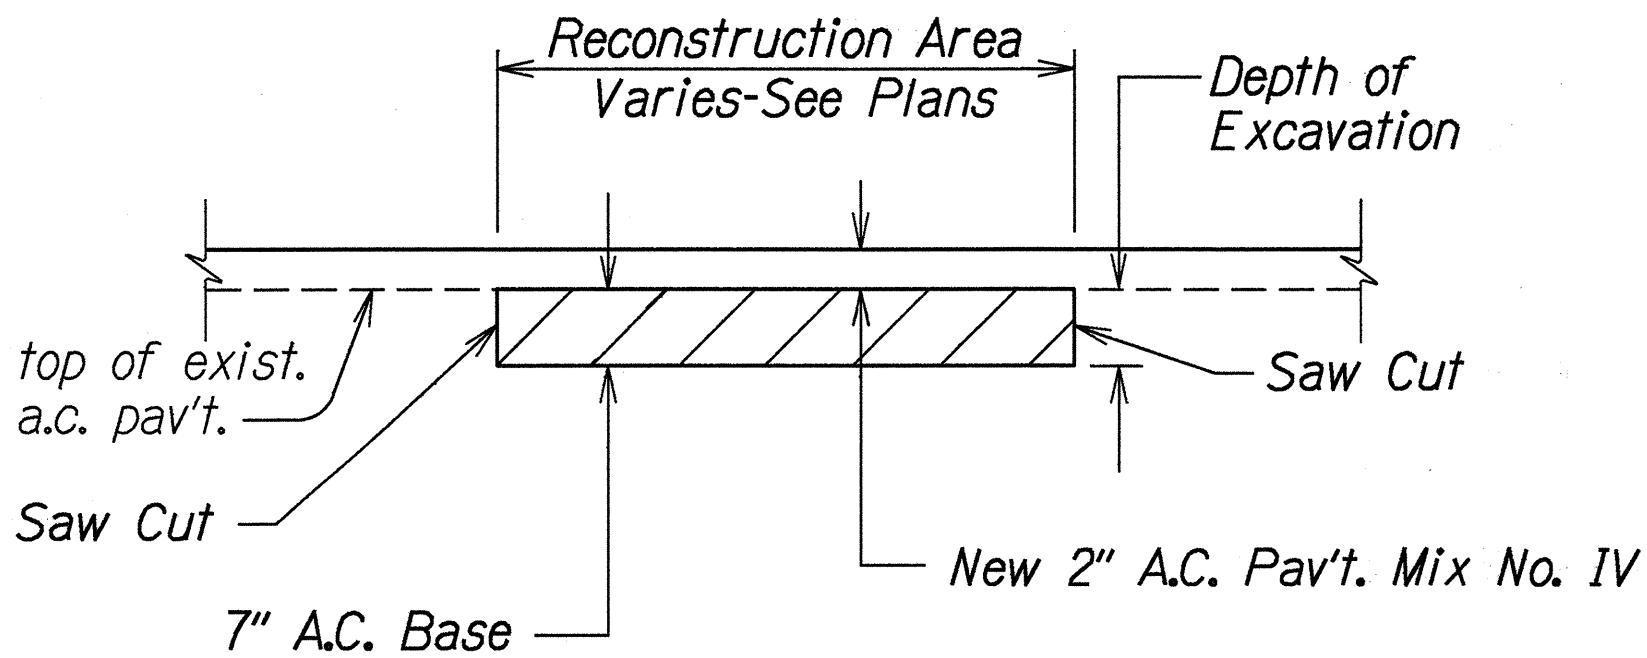 Reconstruction Area
Varies-See Plans
Depth of
Excavation
top of exist.
a.c. pav't.
Saw Cut
Saw Cut
New 2" A.C. Pav't. Mix No. IV
7" A.C. Base